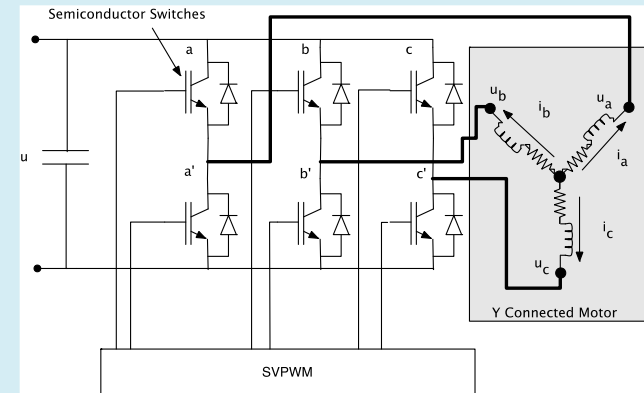 Semiconductor Switches
a
b
c
u
u_b
u_a
i_b
i_a
a'
b'
c'
i_c
u_c
Y Connected Motor
SVPWM